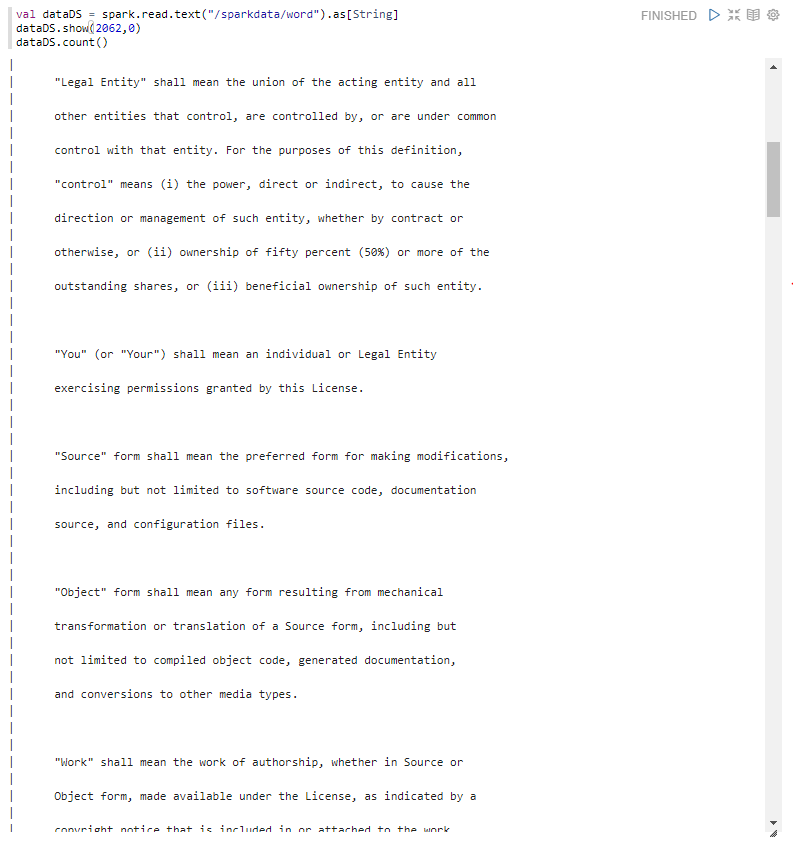 val dataDS = spark.read.text("/sparkdata/word").as[String]
FINISHED
dataDS.show(2062,0)
dataDS.count()
"Legal Entity" shall mean the union of the acting entity and all
other entities that control, are controlled by, or are under common
control with that entity. For the purposes of this definition,
"control" means (i) the power, direct or indirect, to cause the
direction or management of such entity, whether by contract or
otherwise, or (ii) ownership of fifty percent (50%) or more of the
outstanding shares, or (iii) beneficial ownership of such entity.
"You" (or "Your") shall mean an individual or Legal Entity
exercising permissions granted by this License.
"Source" form shall mean the preferred form for making modifications,
including but not limited to software source code, documentation
source, and configuration files.
"Object" form shall mean any form resulting from mechanical
transformation or translation of a Source form, including but
not limited to compiled object code, generated documentation,
and conversions to other media types.
"Work" shall mean the work of authorship, whether in Source or
Object form, made available under the License, as indicated by a
copyright notice that is included in or attached to the work